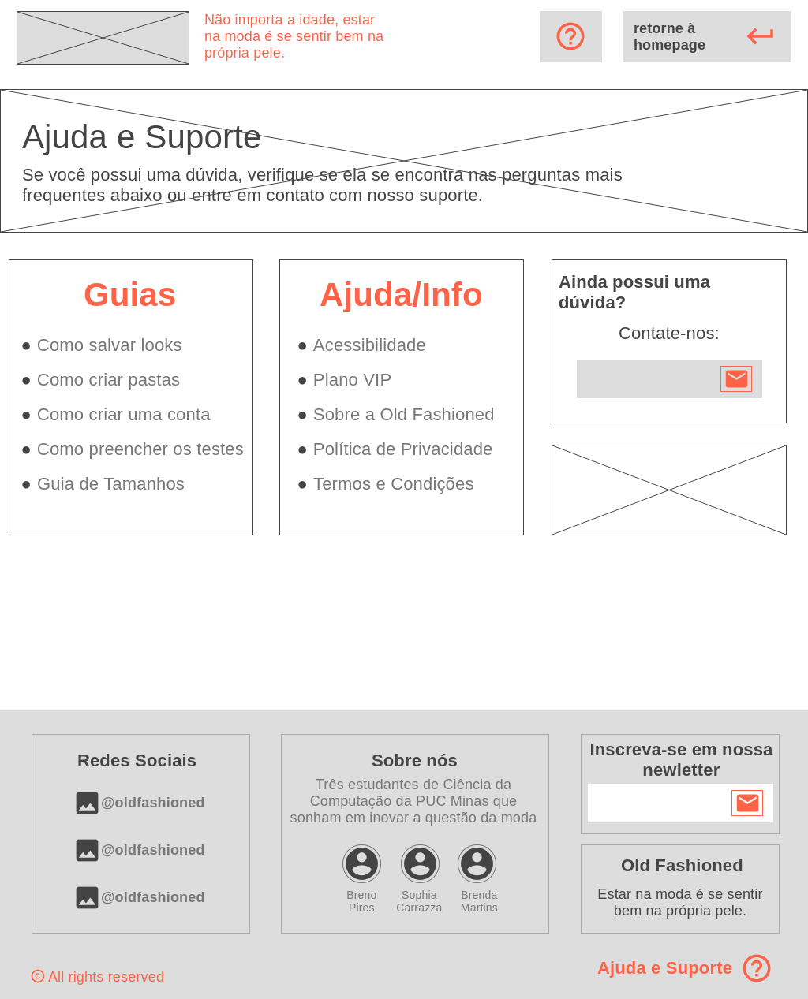 Não importa a idade, estar
na moda é se sentir bem na
própria pele.
retorne à
homepage
Ajuda e Suporte
Se você possui uma dúvida, verifique se ela se encontra nas perguntas mais
frequentes abaixo ou entre em contato com nosso suporte.
Guias
• Como salvar looks
• Como criar pastas
• Como criar uma conta
• Como preencher os testes
• Guia de Tamanhos
Ajuda/Info
• Acessibilidade
• Plano VIP
• Sobre a Old Fashioned
• Política de Privacidade
• Termos e Condições
Ainda possui uma
dúvida?
Contate-nos:
Redes Sociais
@oldfashioned
@oldfashioned
@oldfashioned
Sobre nós
Três estudantes de Ciência da
Computação da PUC Minas que
sonham em inovar a questão da moda
Breno
Pires
Sophia
Carrazza
Brenda
Martins
Inscreva-se em nossa
newletter
Old Fashioned
Estar na moda é se sentir
bem na própria pele.
© All rights reserved
Ajuda e Suporte